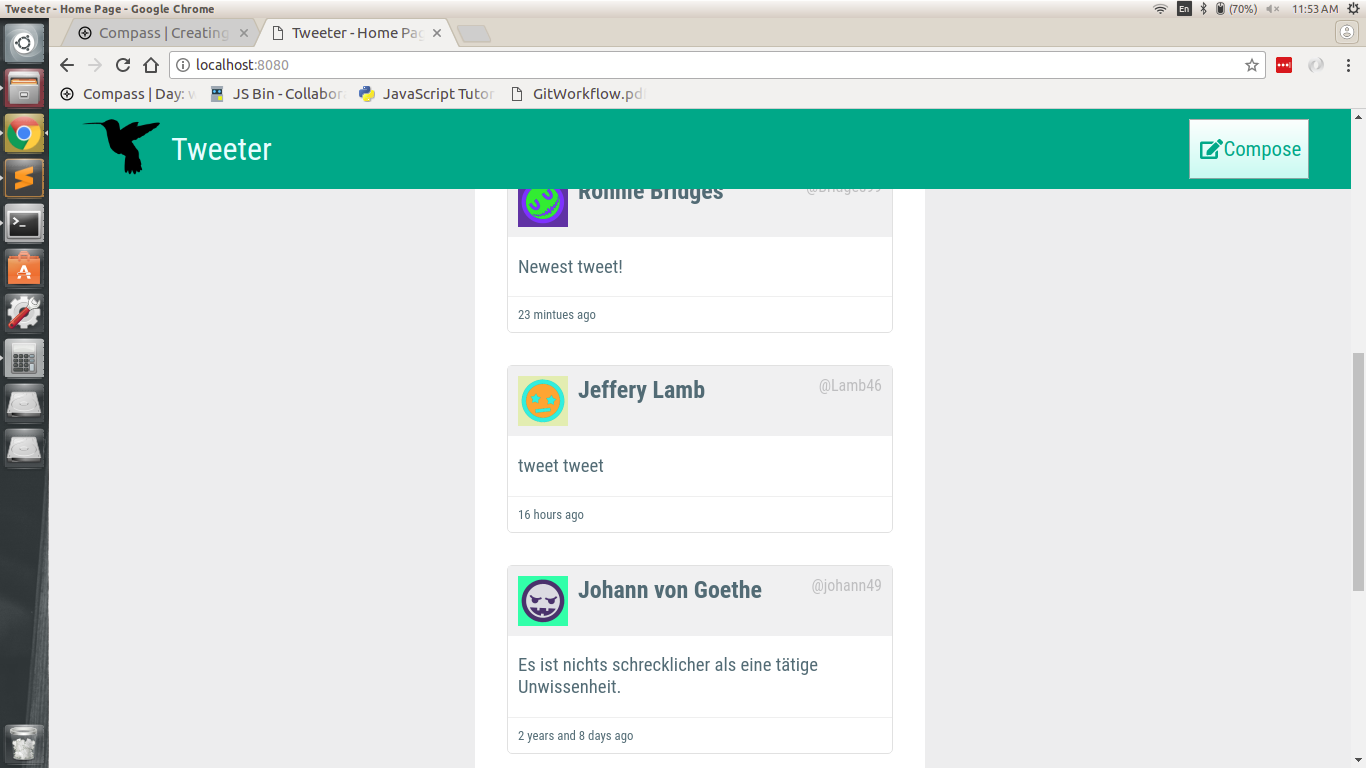 Tweeter - Home Page - Google Chrome
En
(70%)
11:53 AM
Compass | Creating
Tweeter - Home Pag
localhost:8080
Compass | Day: v
JS Bin - Collabora
JavaScript Tutor
GitWorkflow.pd
Tweeter
Compose
Ronnie Bridges
Newest tweet!
23 mintues ago
Jeffery Lamb
@Lamb46
tweet tweet
16 hours ago
Johann von Goethe
@johann49
Es ist nichts schrecklicher als eine tätige
Unwissenheit.
2 years and 8 days ago